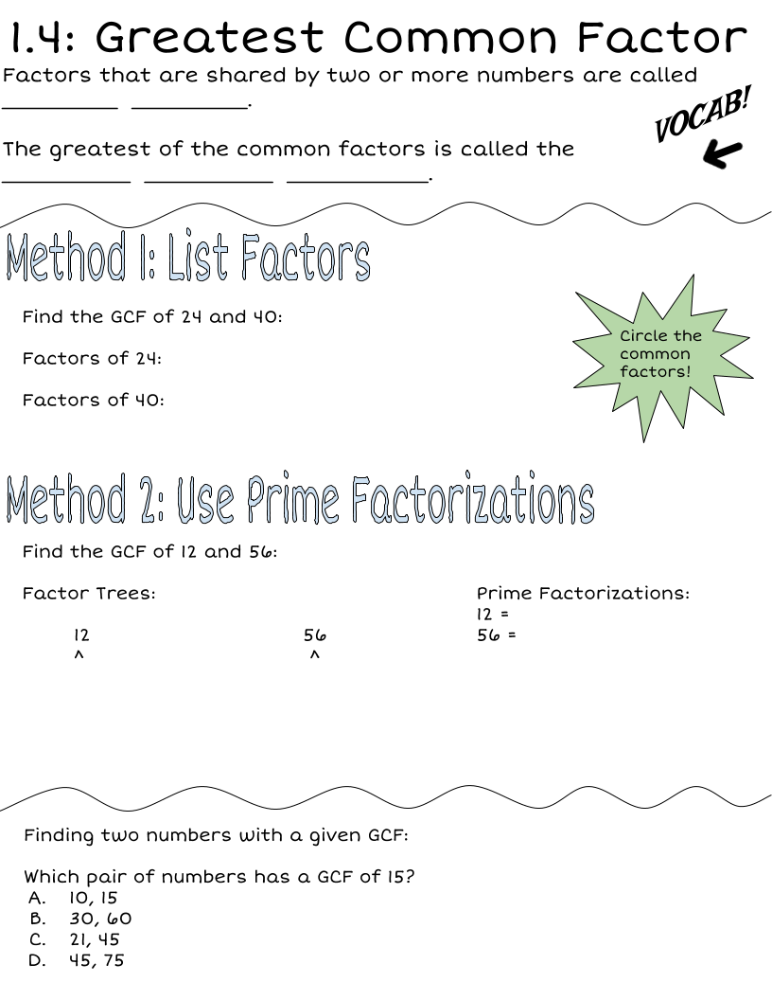 1.4: Greatest Common Factor
Factors that are shared by two or more numbers are called
__________ __________.
VOCAB!
The greatest of the common factors is called the
__________ __________ __________.
Method 1: List Factors
Find the GCF of 24 and 40:
Circle the
common
factors!
Factors of 24:
Factors of 40:
Method 2: Use Prime Factorizations
Find the GCF of 12 and 56:
Factor Trees:
Prime Factorizations:
12 =
56 =
12 56
^ ^
Finding two numbers with a given GCF:
Which pair of numbers has a GCF of 15?
A. 10, 15
B. 30, 60
C. 21, 45
D. 45, 75